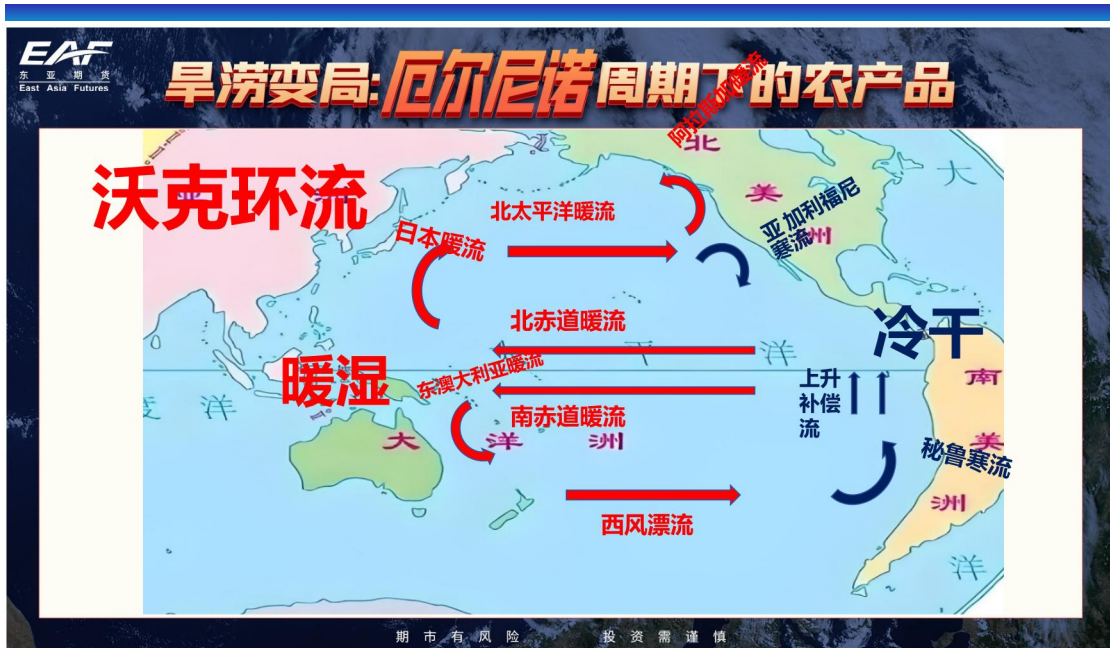 EAF
东亚期货
East Asia Futures
旱涝变局:厄尔尼诺周期下的农产品
阿拉斯加暖流
沃克环流
北
美
洲
大
洋
北太平洋暖流
日本暖流
亚加利福尼
寒流
北赤道暖流
冷干
平
洋
暖湿
东澳大利亚暖流
南赤道暖流
上升
补偿
流
南
美
洲
洋
大
洋
洲
秘鲁寒流
西风漂流
洋
期市有风险 投资需谨慎